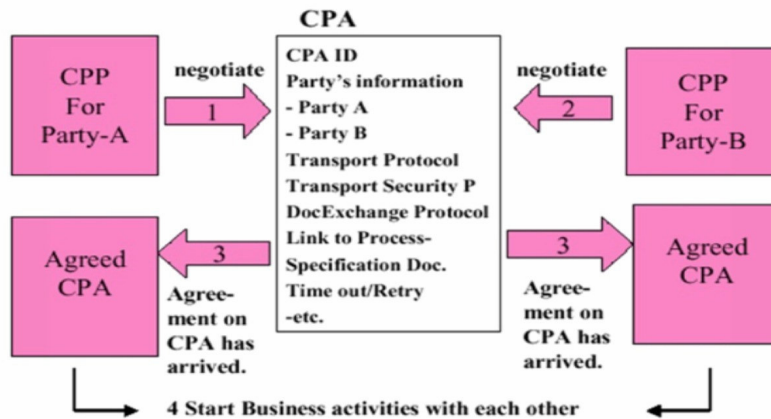 CPA
CPP
For
Party-A
negotiate
1
CPA ID
Party's information
- Party A
- Party B
Transport Protocol
Transport Security P
DocExchange Protocol
Link to Process-
Specification Doc.
Time out/Retry
-etc.
negotiate
2
CPP
For
Party-B
Agreed
CPA
3
Agree-
ment on
CPA has
arrived.
3
Agree-
ment on
CPA has
arrived.
Agreed
CPA
4 Start Business activities with each other